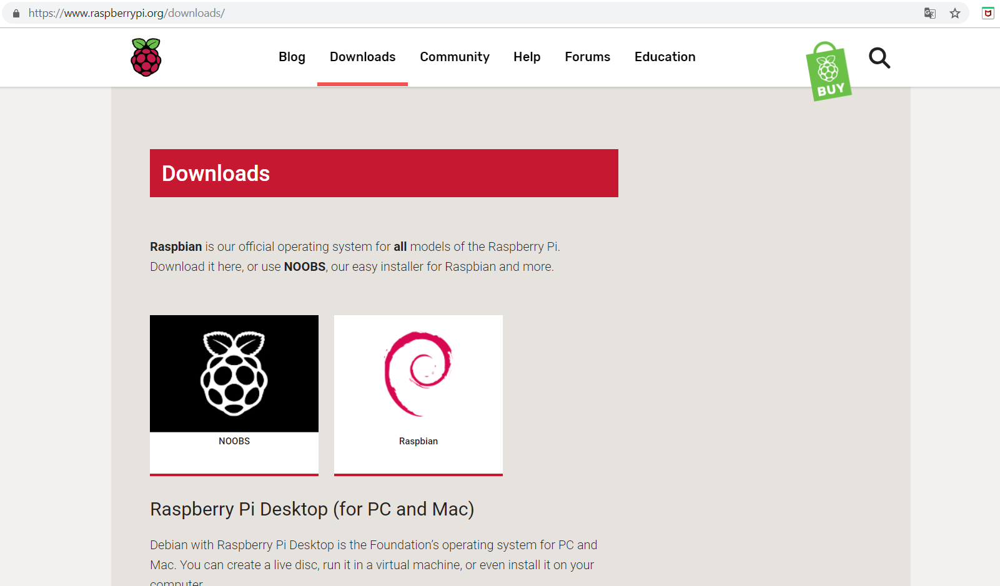 https://www.raspberrypi.org/downloads/
Blog Downloads Community Help Forums Education
BUY
Downloads
Raspbian is our official operating system for all models of the Raspberry Pi.
Download it here, or use NOOBS, our easy installer for Raspbian and more.
NOOBS Raspbian
Raspberry Pi Desktop (for PC and Mac)
Debian with Raspberry Pi Desktop is the Foundation’s operating system for PC and
Mac. You can create a live disc, run it in a virtual machine, or even install it on your
computer